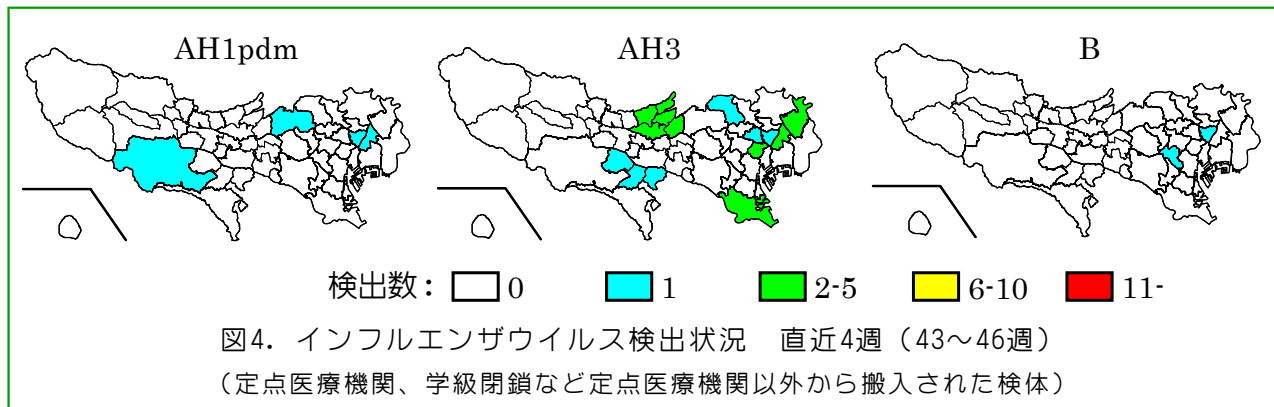 AH1pdm AH3 B
検出数： 0 1 2-5 6-10 11-
図4．インフルエンザウイルス検出状況　直近4週（43～46週）
（定点医療機関、学級閉鎖など定点医療機関以外から搬入された検体）